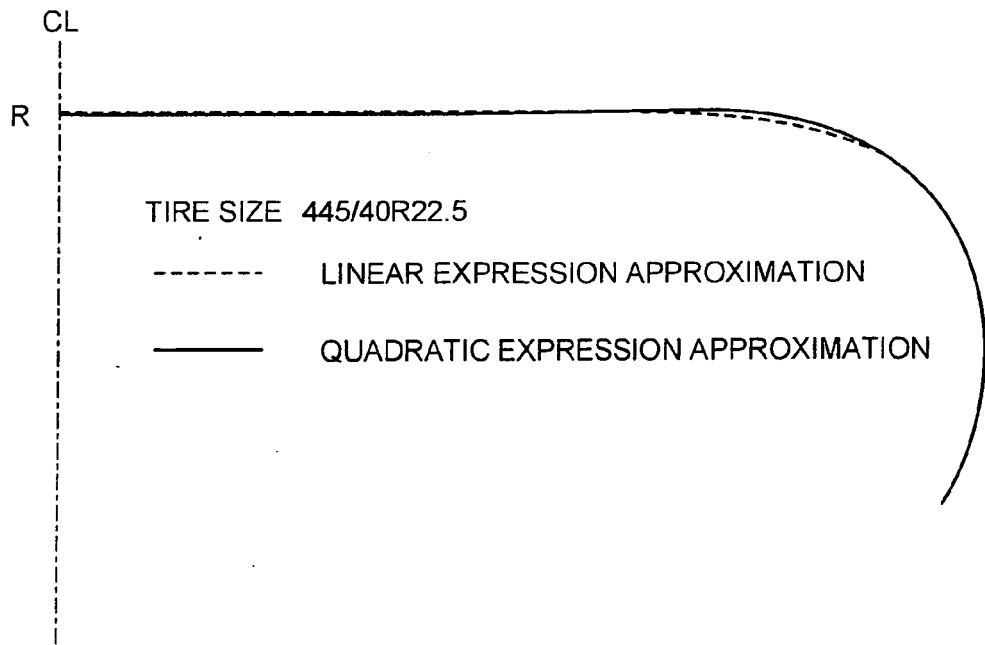 CL
R
TIRE SIZE 445/40R22.5
LINEAR EXPRESSION APPROXIMATION
QUADRATIC EXPRESSION APPROXIMATION